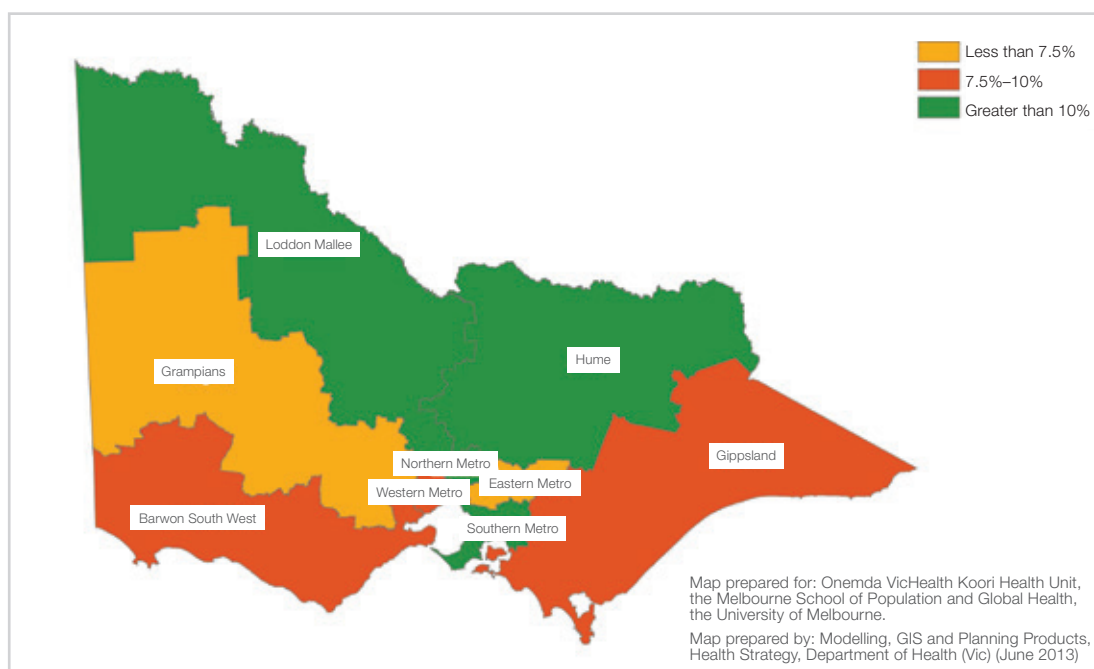 Less than 7.5%
7.5%–10%
Greater than 10%
Loddon Mallee
Hume
Grampians
Northern Metro
Gippsland
Eastern Metro
Western Metro
Barwon South West
Southern Metro
Map prepared for: Onemda VicHealth Koori Health Unit,
the Melbourne School of Population and Global Health,
the University of Melbourne.
Map prepared by: Modelling, GIS and Planning Products,
Health Strategy, Department of Health (Vic) (June 2013)